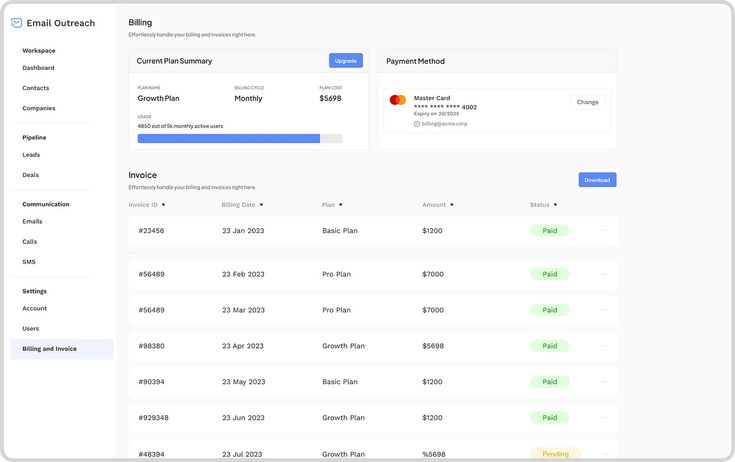 Email Outreach
Workspace
Dashboard
Contacts
Companies
Pipeline
Leads
Deals
Communication
Emails
Calls
SMS
Settings
Account
Users
Billing and Invoice
Billing
Effortlessly handle your billing and invoices right here.
Current Plan Summary
Upgrade
PLAN NAME BILLING CYCLE PLAN COST
Growth Plan Monthly $5698
USAGE
4850 out of 5k monthly active users
Payment Method
Master Card
**** **** **** 4002
Expiry on 20/2024
billing@acme.corp
Change
Invoice
Effortlessly handle your billing and invoices right here.
Download
Invoice ID Billing Date Plan Amount Status
#23456 23 Jan 2023 Basic Plan $1200 Paid ...
...
#56489 23 Feb 2023 Pro Plan $7000 Paid ...
#56489 23 Mar 2023 Pro Plan $7000 Paid ...
#98380 23 Apr 2023 Growth Plan $5698 Paid ...
#90394 23 May 2023 Basic Plan $1200 Paid ...
#929348 23 Jun 2023 Growth Plan $1200 Paid ...
#48394 23 Jul 2023 Growth Plan %5698 Pending ...